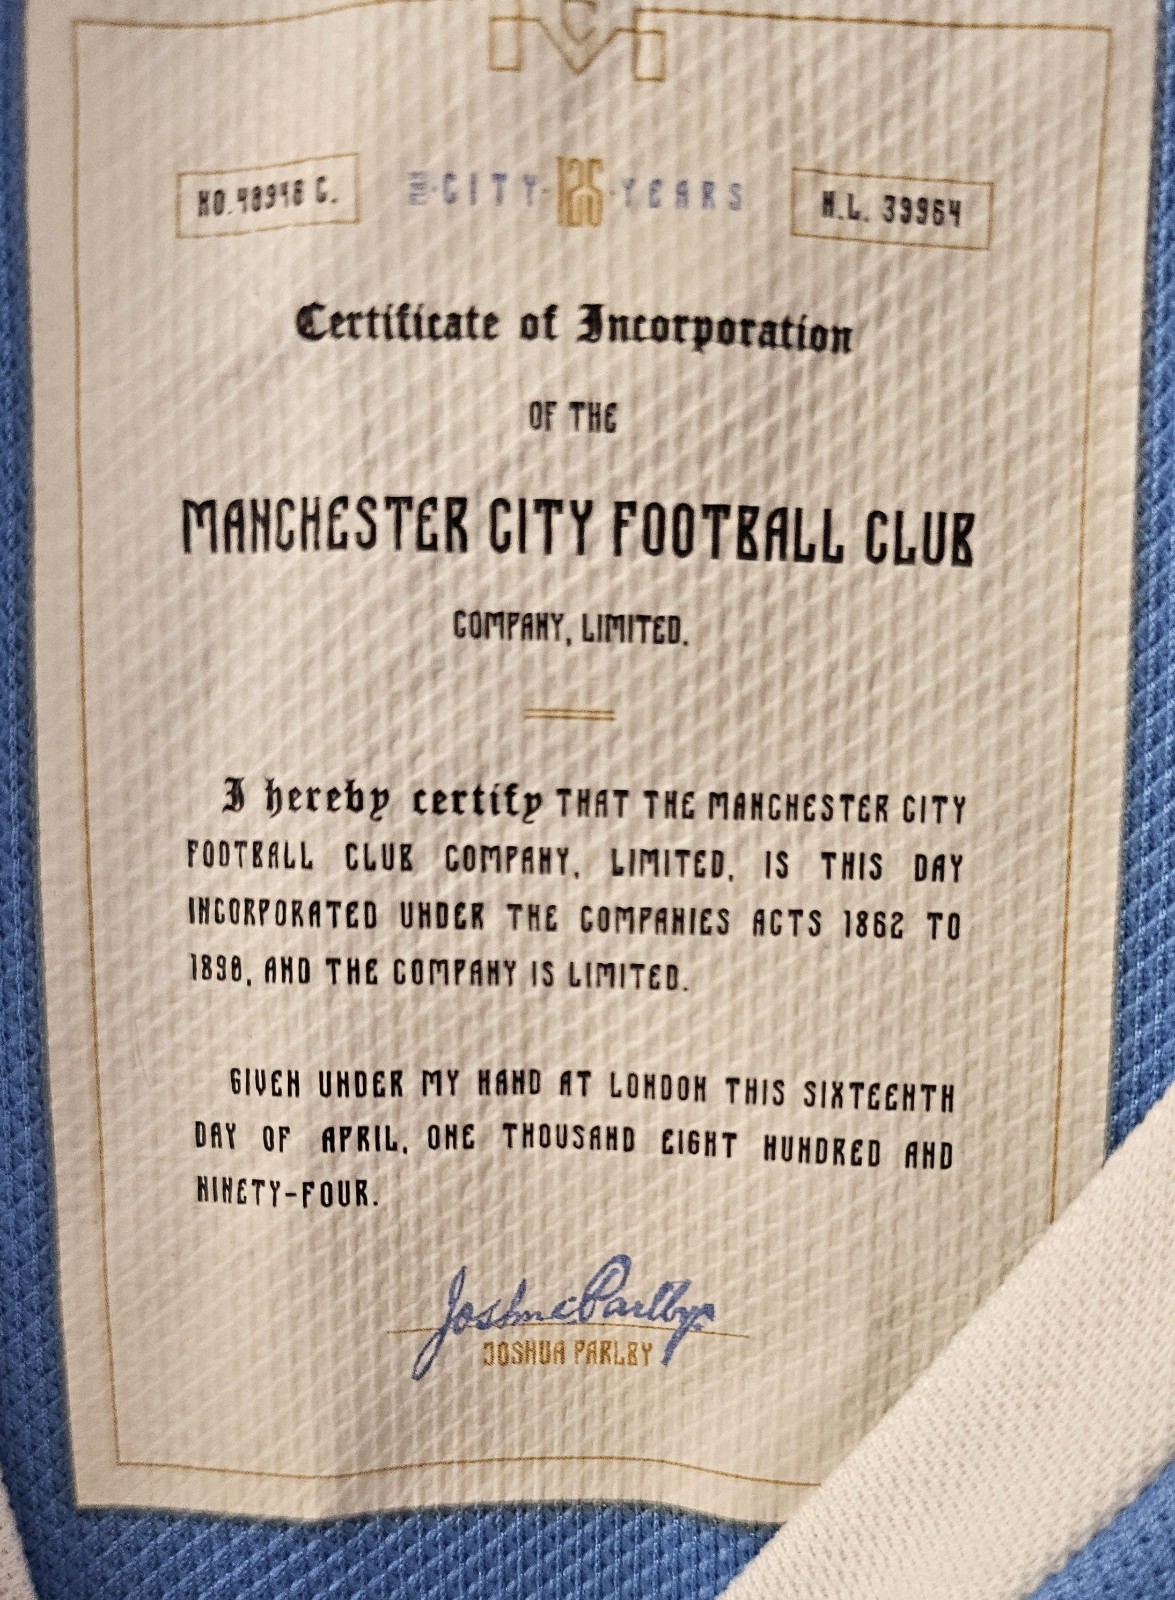 NO.40946 C. THE·CITY·125·YEARS N.L. 39964
Certificate of Incorporation
OF THE
MANCHESTER CITY FOOTBALL CLUB
COMPANY, LIMITED.
I hereby certify THAT THE MANCHESTER CITY
FOOTBALL CLUB COMPANY, LIMITED, IS THIS DAY
INCORPORATED UNDER THE COMPANIES ACTS 1862 TO
1890, AND THE COMPANY IS LIMITED.
GIVEN UNDER MY HAND AT LONDON THIS SIXTEENTH
DAY OF APRIL, ONE THOUSAND EIGHT HUNDRED AND
NINETY-FOUR.
Joshua Parlby
JOSHUA PARLBY